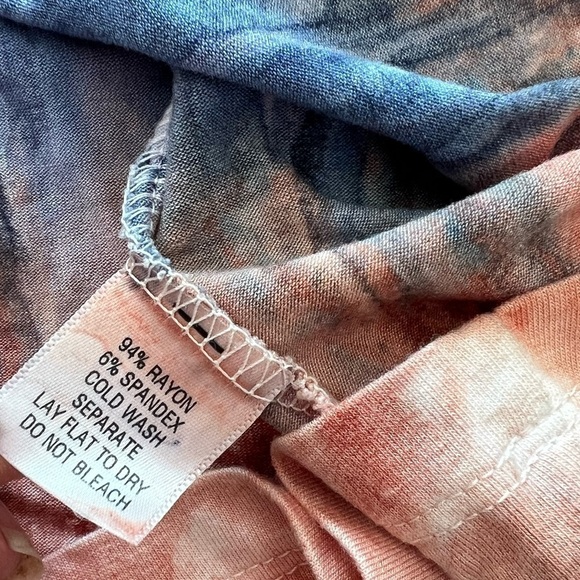 94% RAYON
6% SPANDEX
COLD WASH
SEPARATE
LAY FLAT TO DRY
DO NOT BLEACH